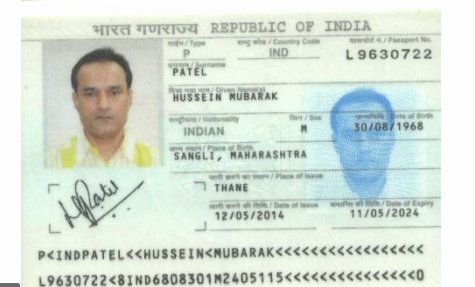 भारत गणराज्य REPUBLIC OF INDIA
टाईप / Type
राष्ट्र कोड / Country Code
पासपोर्ट नं. / Passport No.
P
IND
L9630722
उपनाम / Surname
PATEL
दिया गया नाम / Given Name(s)
HUSSEIN MUBARAK
राष्ट्रीयता / Nationality
लिंग / Sex
जन्मतिथि / Date of Birth
INDIAN
M
30/08/1968
जन्म स्थान / Place of Birth
SANGLI, MAHARASHTRA
जारी करने का स्थान / Place of Issue
THANE
जारी करने की तिथि / Date of Issue
समाप्ति की तिथि / Date of Expiry
12/05/2014
11/05/2024
P<INDPATEL<<HUSSEIN<MUBARAK<<<<<<<<<<<<<<<<<
L9630722<8IND6808301M2405115<<<<<<<<<<<<<<<0